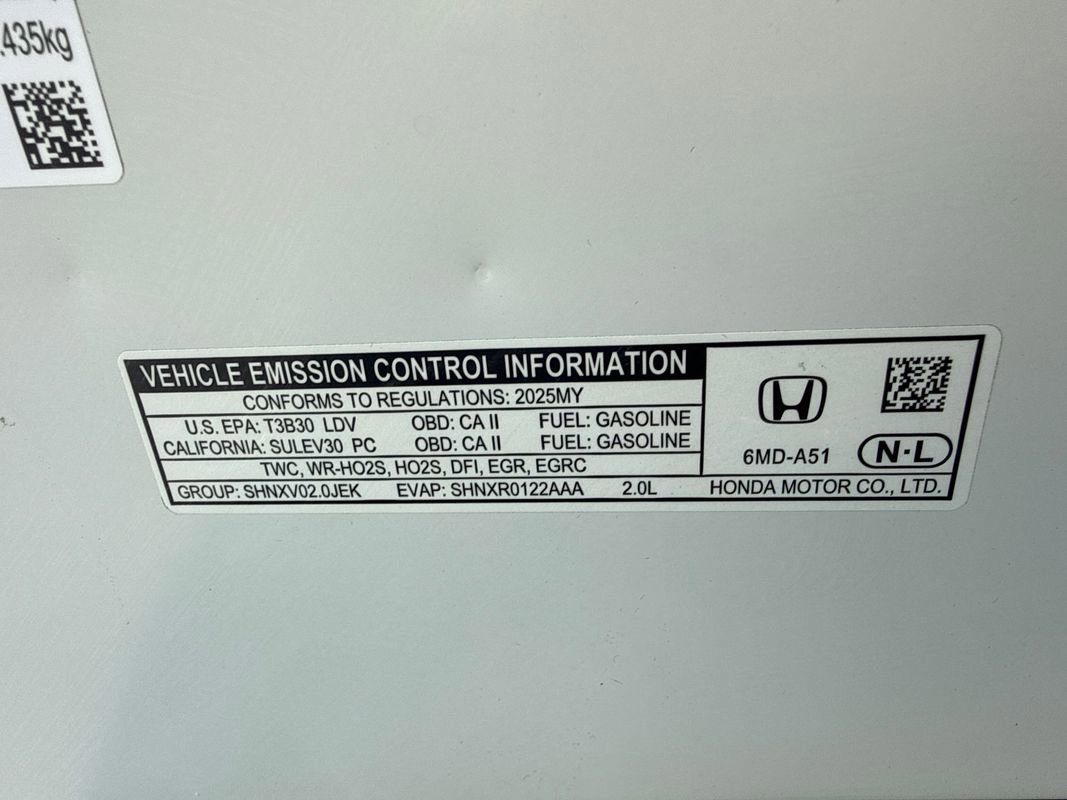 .435kg
VEHICLE EMISSION CONTROL INFORMATION
CONFORMS TO REGULATIONS: 2025MY
U.S. EPA: T3B30 LDV OBD: CA II FUEL: GASOLINE
CALIFORNIA: SULEV30 PC OBD: CA II FUEL: GASOLINE
TWC, WR-HO2S, HO2S, DFI, EGR, EGRC
GROUP: SHNXV02.0JEK EVAP: SHNXR0122AAA 2.0L
6MD-A51 N·L
HONDA MOTOR CO., LTD.